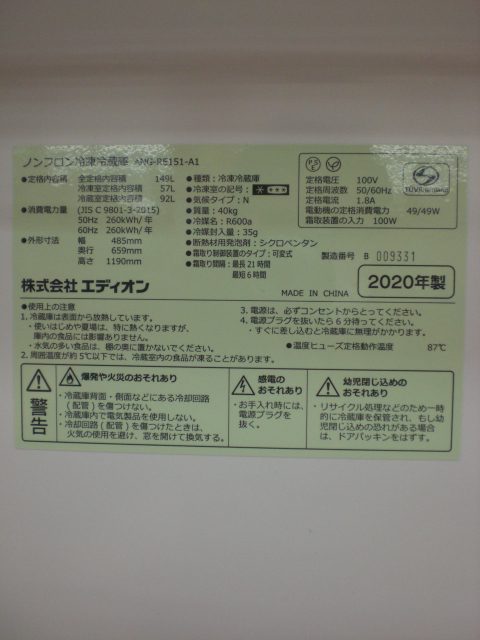 ノンフロン冷凍冷蔵庫 ANG-RE151-A1
●定格内容積 全定格内容積 149L
冷凍室定格内容積 57L
冷蔵室定格内容積 92L
●消費電力量 (JIS C 9801-3-2015)
50Hz 260kWh/年
60Hz 260kWh/年
●外形寸法 幅 485mm
奥行 659mm
高さ 1190mm
●種類:冷凍冷蔵庫
●冷凍室の記号:
●気候タイプ:N
●質量:40kg
●冷媒名:R600a
●冷媒封入量:35g
●断熱材用発泡剤:シクロペンタン
●霜取り制御装置のタイプ:可変式
●霜取り間隔:最長 21時間
最短 6時間
PSE
定格電圧 100V
定格周波数 50/60Hz
定格電流 1.8A
電動機の定格消費電力 49/49W
霜取装置の入力 100W
製造番号 B 009331
株式会社 エディオン
MADE IN CHINA
2020年製
●使用上の注意
1. 冷蔵庫は表面から放熱しています。
・使いはじめや夏場は、特に熱くなりますが、
庫内の食品には影響ありません。
・水気の多い食品は、棚の奥に置かないでください。
2. 周囲温度が約5℃以下では、冷蔵室内の食品が凍ることがあります。
3. 電源は、必ずコンセントからとってください。
4. 電源プラグを抜いたら6分待ってください。
・すぐに差し込むと冷蔵庫に無理がかかります。
●温度ヒューズ定格動作温度 87℃
警告
爆発や火災のおそれあり
・冷蔵庫背面・側面などにある冷却回路
(配管)を傷つけない。
・冷蔵庫内で電気製品を使用しない。
・冷却回路(配管)を傷つけたときは、
火気の使用を避け、窓を開けて換気する。
感電の
おそれあり
・お手入れ時には、
電源プラグを
抜く。
幼児閉じ込めの
おそれあり
・リサイクル処理などのため一時
的に冷蔵庫を保管され、もし幼
児閉じ込めの恐れがある場合
は、ドアパッキンをはずす。